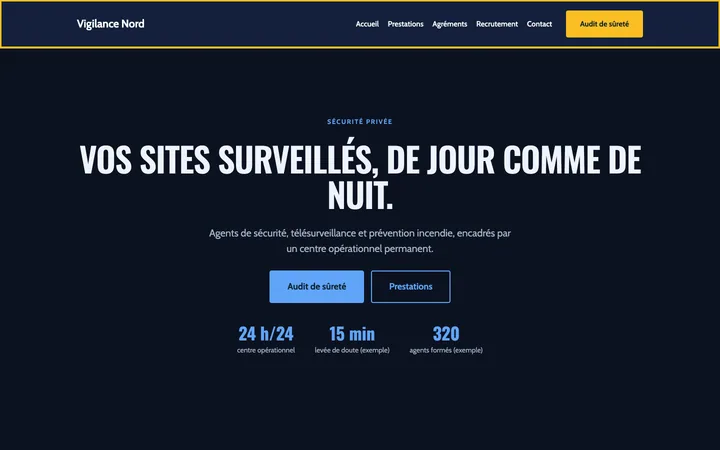 Vigilance Nord
Accueil Prestations Agréments Recrutement Contact Audit de sûreté
SÉCURITÉ PRIVÉE
VOS SITES SURVEILLÉS, DE JOUR COMME DE
NUIT.
Agents de sécurité, télésurveillance et prévention incendie, encadrés par
un centre opérationnel permanent.
Audit de sûreté Prestations
24 h/24 15 min 320
centre opérationnel levée de doute (exemple) agents formés (exemple)